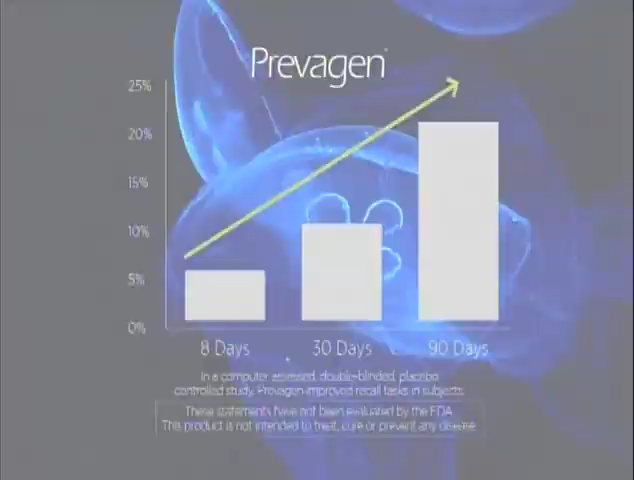 Prevagen
25%
20%
15%
10%
5%
0%
8 Days
30 Days
90 Days
In a computer assessed, double-blinded, placebo
controlled study, Prevagen improved recall tasks in subjects.
These statements have not been evaluated by the FDA
This product is not intended to treat, cure or prevent any disease.